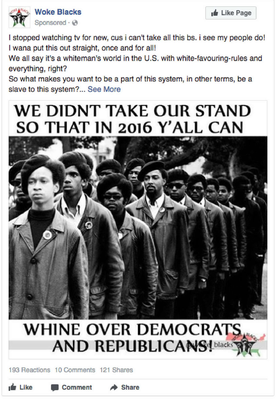 Woke Blacks
Like Page
Sponsored ·
I stopped watching tv for new, cus i can't take all this bs. i see my people do!
I wana put this out straight, once and for all!
We all say it's a whiteman's world in the U.S. with white-favouring-rules and
everything, right?
So what makes you want to be a part of this system, in other terms, be a
slave to this system?... See More
WE DIDNT TAKE OUR STAND
SO THAT IN 2016 Y'ALL CAN
WHINE OVER DEMOCRATS
AND REPUBLICANS!
blacks
193 Reactions 10 Comments 121 Shares
Like Comment Share